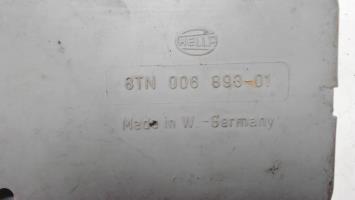 HELLA
8TN 006 893-01
Made in W.-Germany